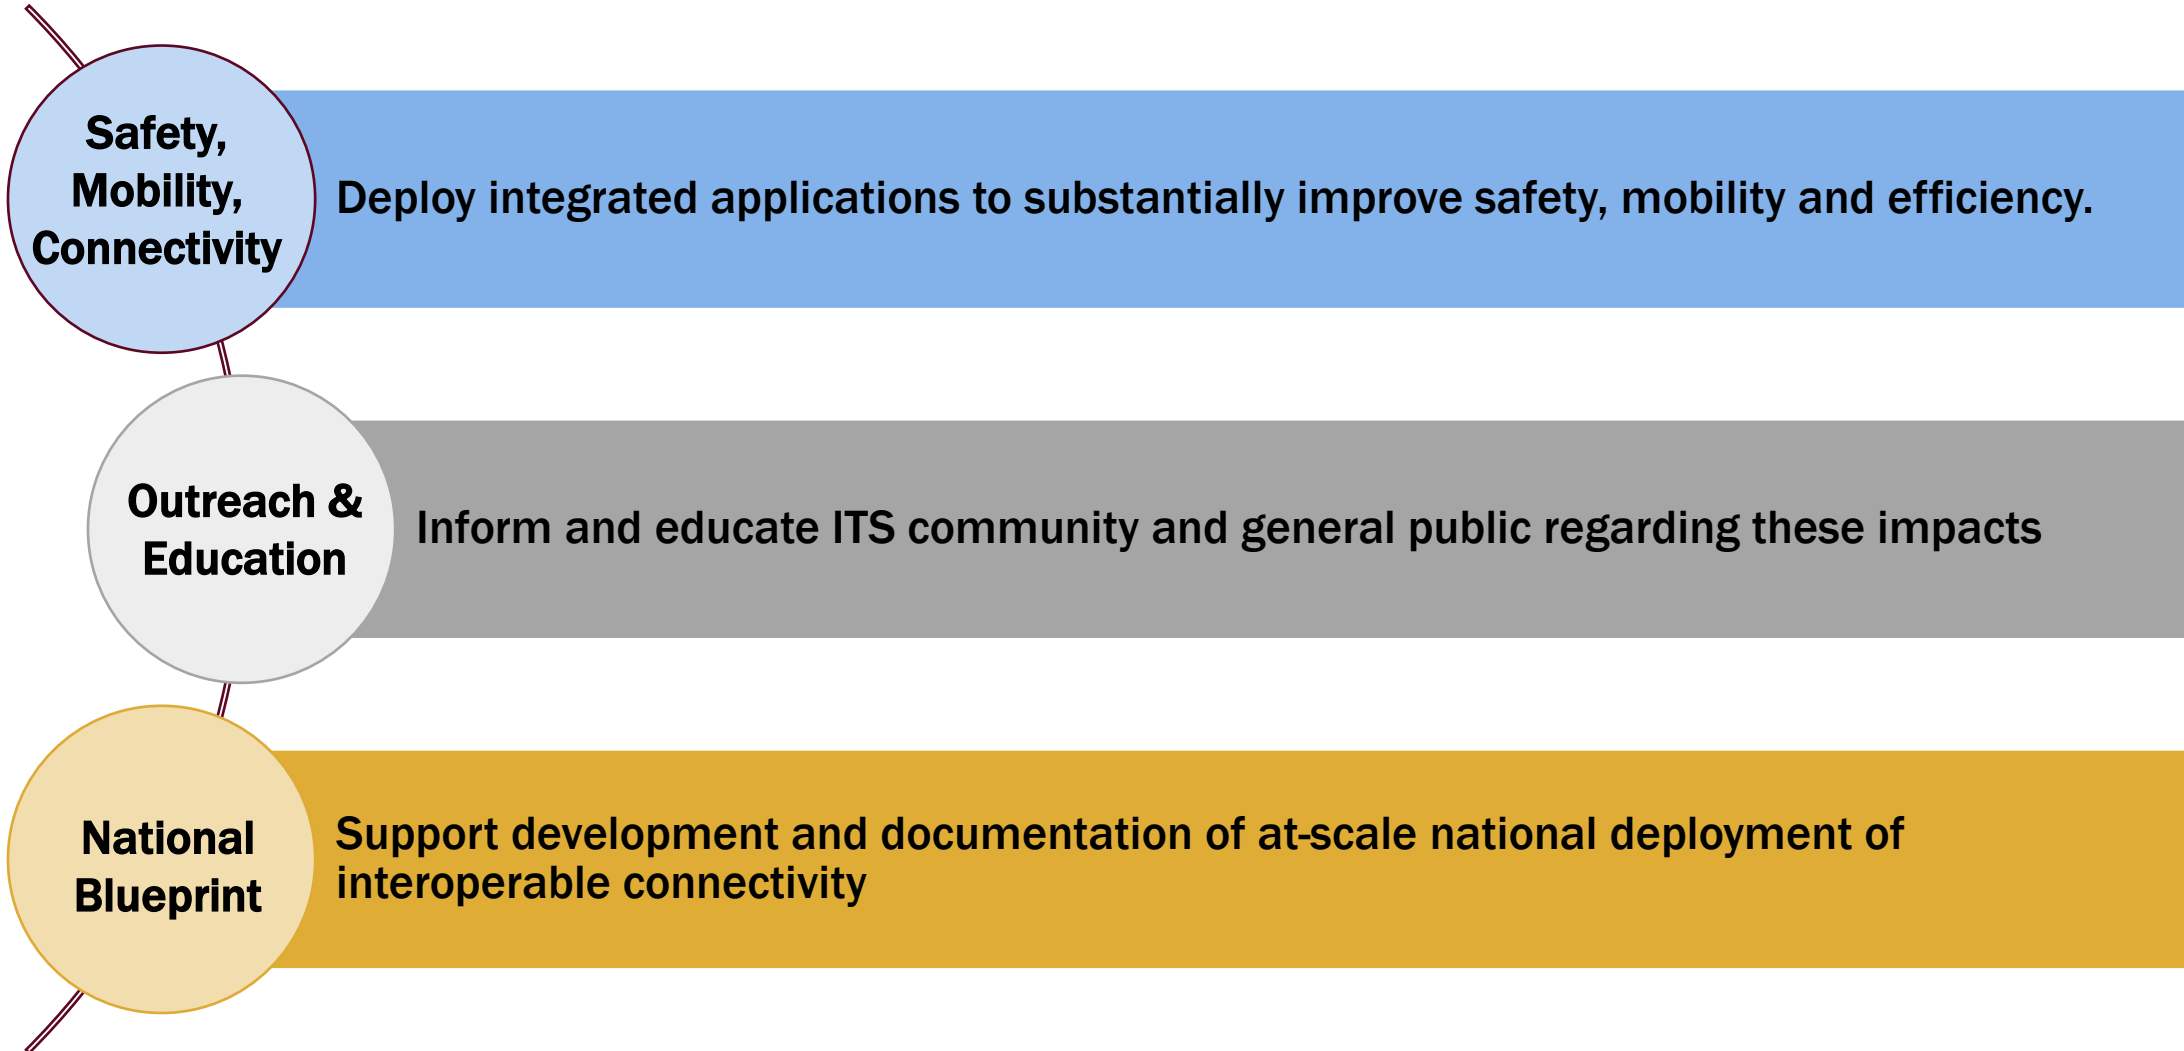 Safety,
Mobility,
Connectivity
Deploy integrated applications to substantially improve safety, mobility and efficiency.
Outreach &
Education
Inform and educate ITS community and general public regarding these impacts
National
Blueprint
Support development and documentation of at-scale national deployment of
interoperable connectivity